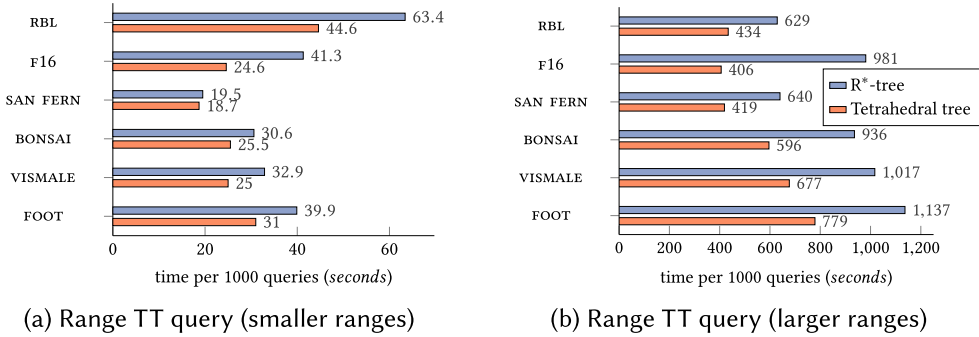 RBL
63.4
44.6
F16
41.3
24.6
SAN FERN
19.5
18.7
BONSAI
30.6
25.5
VISMALE
32.9
25
FOOT
39.9
31
0 20 40 60
time per 1000 queries (seconds)
(a) Range TT query (smaller ranges)
RBL
629
434
F16
981
406
R*-tree
Tetrahedral tree
SAN FERN
640
419
BONSAI
936
596
VISMALE
1,017
677
FOOT
1,137
779
0 200 400 600 800 1,000 1,200
time per 1000 queries (seconds)
(b) Range TT query (larger ranges)